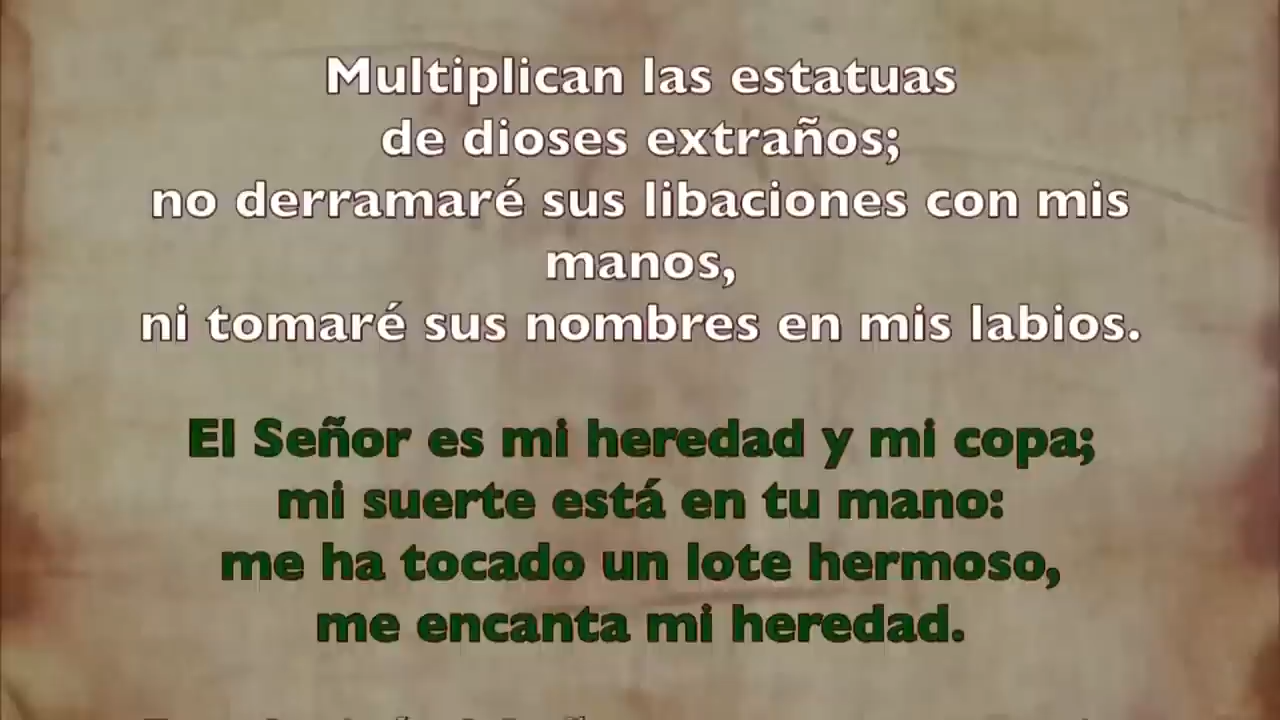 Multiplican las estatuas
de dioses extraños;
no derramaré sus libaciones con mis
manos,
ni tomaré sus nombres en mis labios.
El Señor es mi heredad y mi copa;
mi suerte está en tu mano:
me ha tocado un lote hermoso,
me encanta mi heredad.